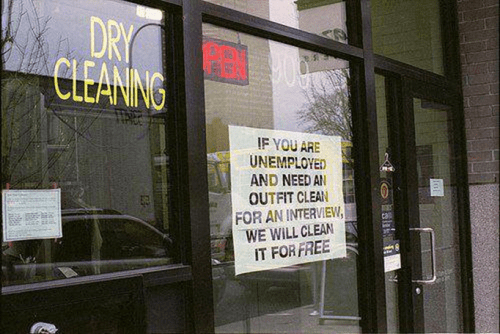 DRY
CLEANING
OPEN
909
IF YOU ARE
UNEMPLOYED
AND NEED AN
OUTFIT CLEAN
FOR AN INTERVIEW,
WE WILL CLEAN
IT FOR FREE